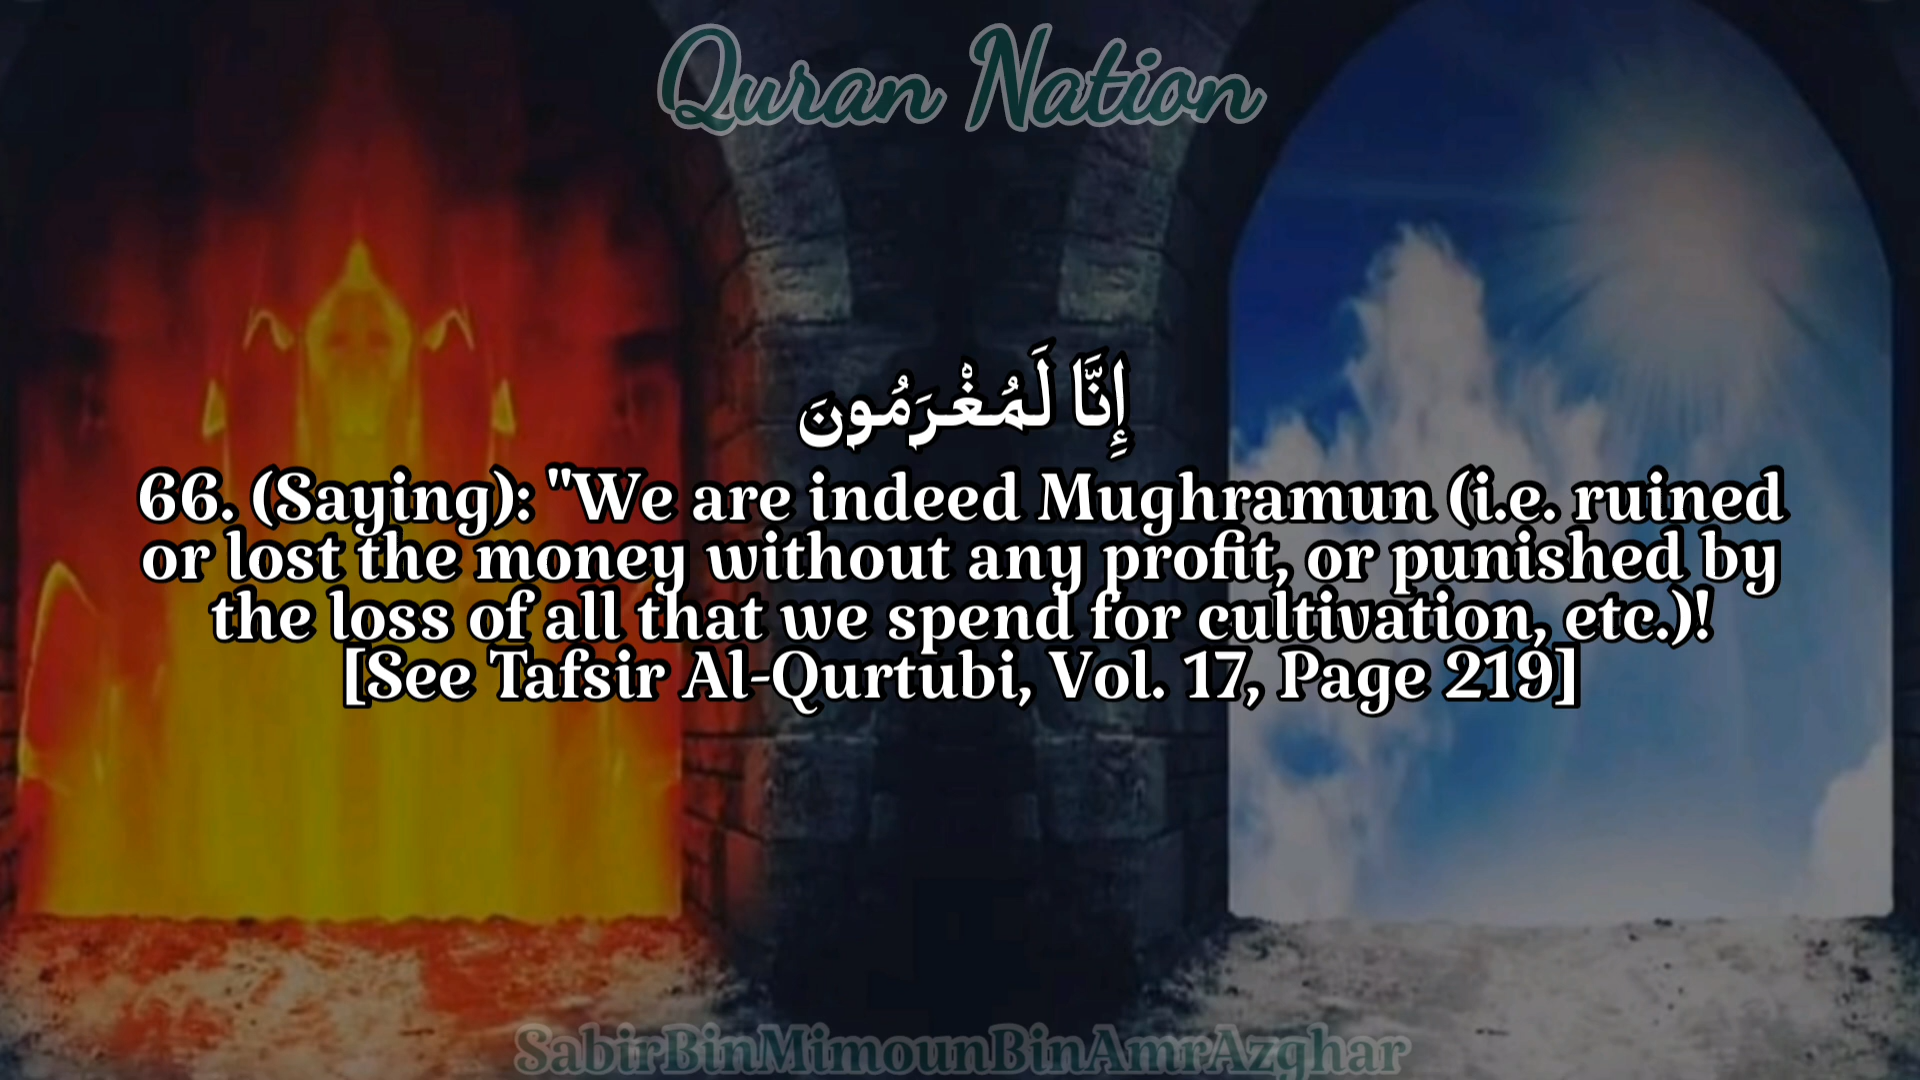 Quran Nation
إِنَّا لَمُغْرَمُونَ
66. (Saying): "We are indeed Mughramun (i.e. ruined
or lost the money without any profit, or punished by
the loss of all that we spend for cultivation, etc.)!
[See Tafsir Al-Qurtubi, Vol. 17, Page 219]
SabirBinMimounBinAmrAzghar